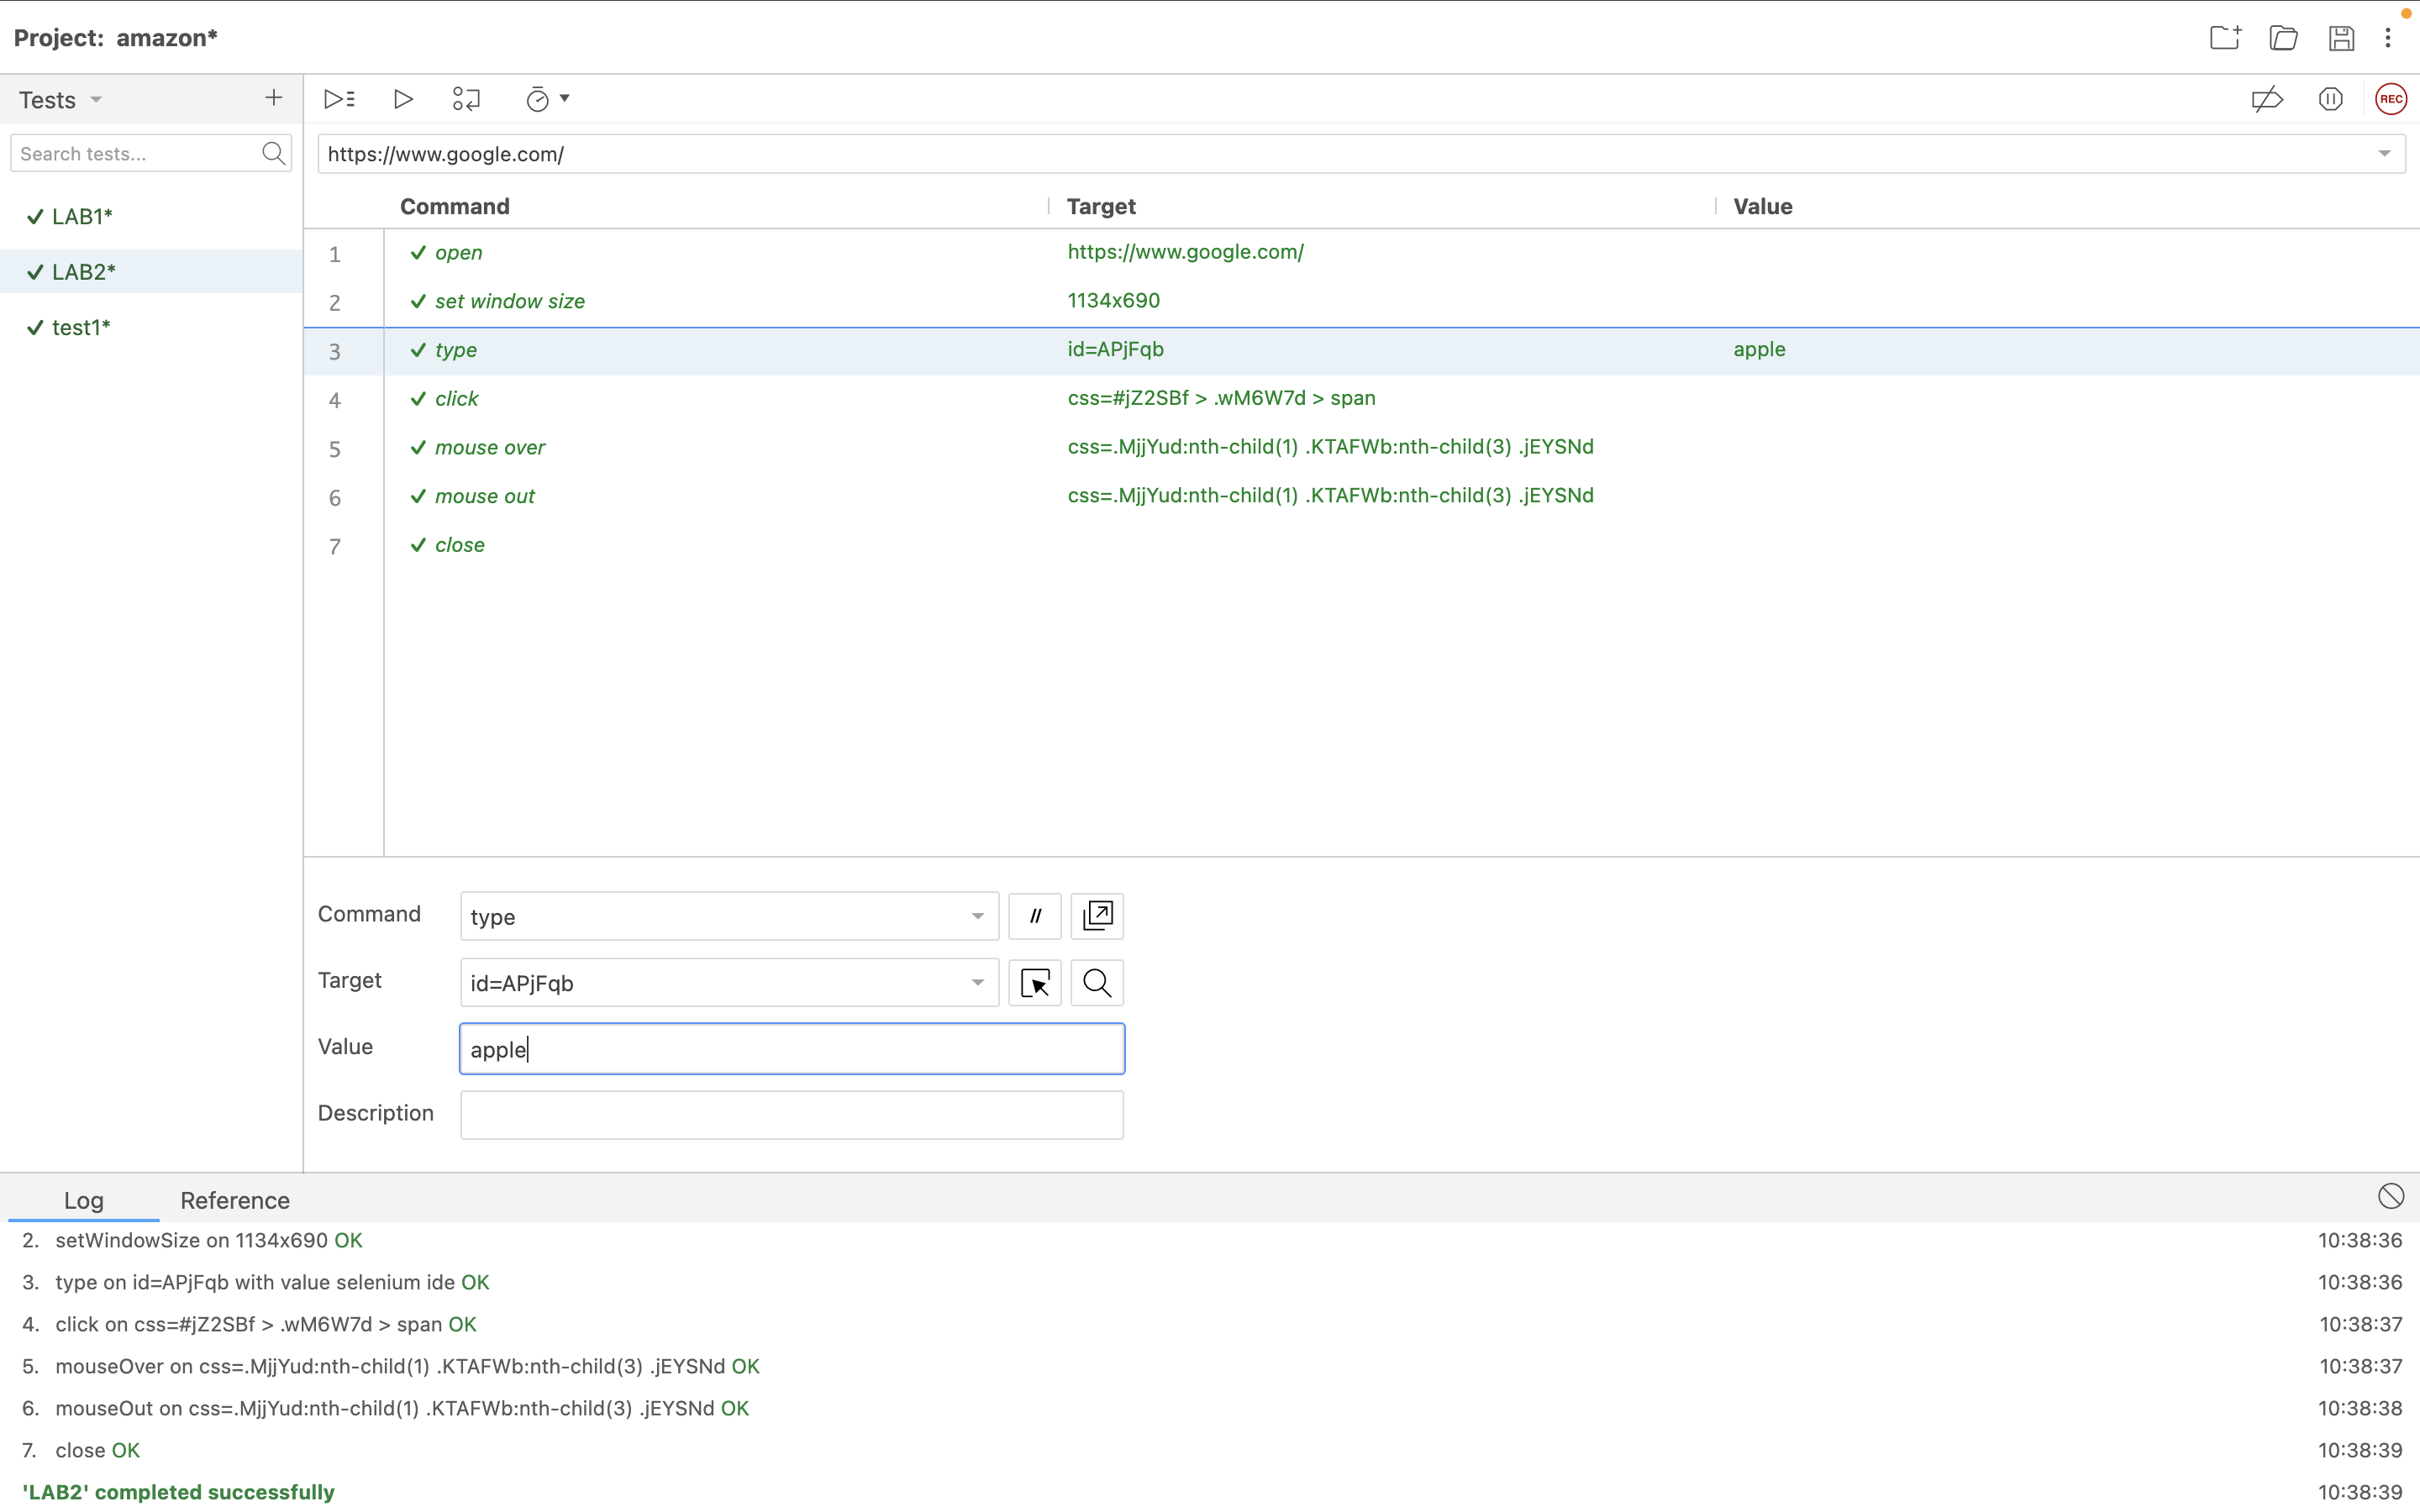 Project: amazon*
Tests
REC
Search tests...
https://www.google.com/
LAB1*
LAB2*
test1*
Command Target Value
1 open https://www.google.com/
2 set window size 1134x690
3 type id=APjFqb apple
4 click css=#jZ2SBf > .wM6W7d > span
5 mouse over css=.MjjYud:nth-child(1) .KTAFWb:nth-child(3) .jEYSNd
6 mouse out css=.MjjYud:nth-child(1) .KTAFWb:nth-child(3) .jEYSNd
7 close
Command type //
Target id=APjFqb
Value apple
Description
Log Reference
2. setWindowSize on 1134x690 OK 10:38:36
3. type on id=APjFqb with value selenium ide OK 10:38:36
4. click on css=#jZ2SBf > .wM6W7d > span OK 10:38:37
5. mouseOver on css=.MjjYud:nth-child(1) .KTAFWb:nth-child(3) .jEYSNd OK 10:38:37
6. mouseOut on css=.MjjYud:nth-child(1) .KTAFWb:nth-child(3) .jEYSNd OK 10:38:38
7. close OK 10:38:39
'LAB2' completed successfully 10:38:39